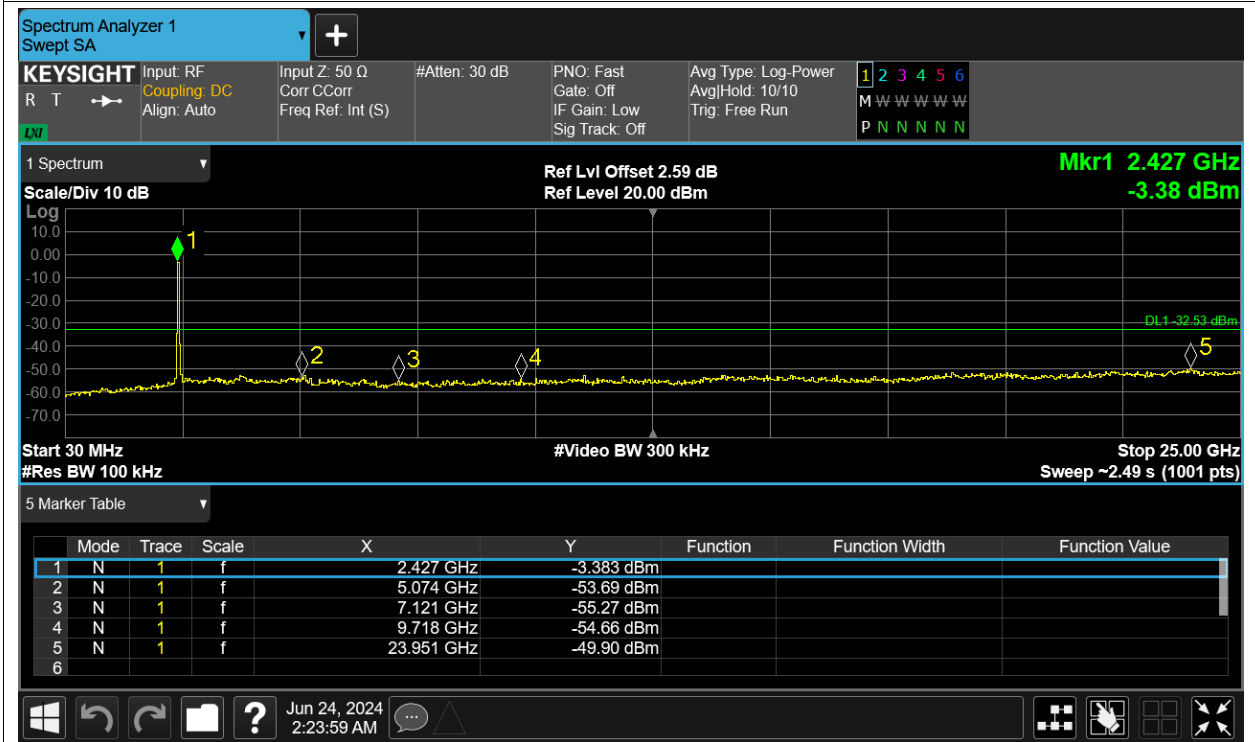 Spectrum Analyzer 1
Swept SA
+
KEYSIGHT
R T
LXI
Input: RF
Coupling: DC
Align: Auto
Input Z: 50 Ω
Corr CCorr
Freq Ref: Int (S)
#Atten: 30 dB
PNO: Fast
Gate: Off
IF Gain: Low
Sig Track: Off
Avg Type: Log-Power
Avg|Hold: 10/10
Trig: Free Run
1 2 3 4 5 6
M W W W W W
P N N N N N
1 Spectrum
Scale/Div 10 dB
Ref Lvl Offset 2.59 dB
Ref Level 20.00 dBm
Mkr1 2.427 GHz
-3.38 dBm
Log
10.0
0.00
-10.0
-20.0
-30.0
-40.0
-50.0
-60.0
-70.0
1
2
3
4
5
DL1 -32.53 dBm
Start 30 MHz
#Res BW 100 kHz
#Video BW 300 kHz
Stop 25.00 GHz
Sweep ~2.49 s (1001 pts)
5 Marker Table
Mode Trace Scale X Y Function Function Width Function Value
1 N 1 f 2.427 GHz -3.383 dBm
2 N 1 f 5.074 GHz -53.69 dBm
3 N 1 f 7.121 GHz -55.27 dBm
4 N 1 f 9.718 GHz -54.66 dBm
5 N 1 f 23.951 GHz -49.90 dBm
6
?
Jun 24, 2024
2:23:59 AM